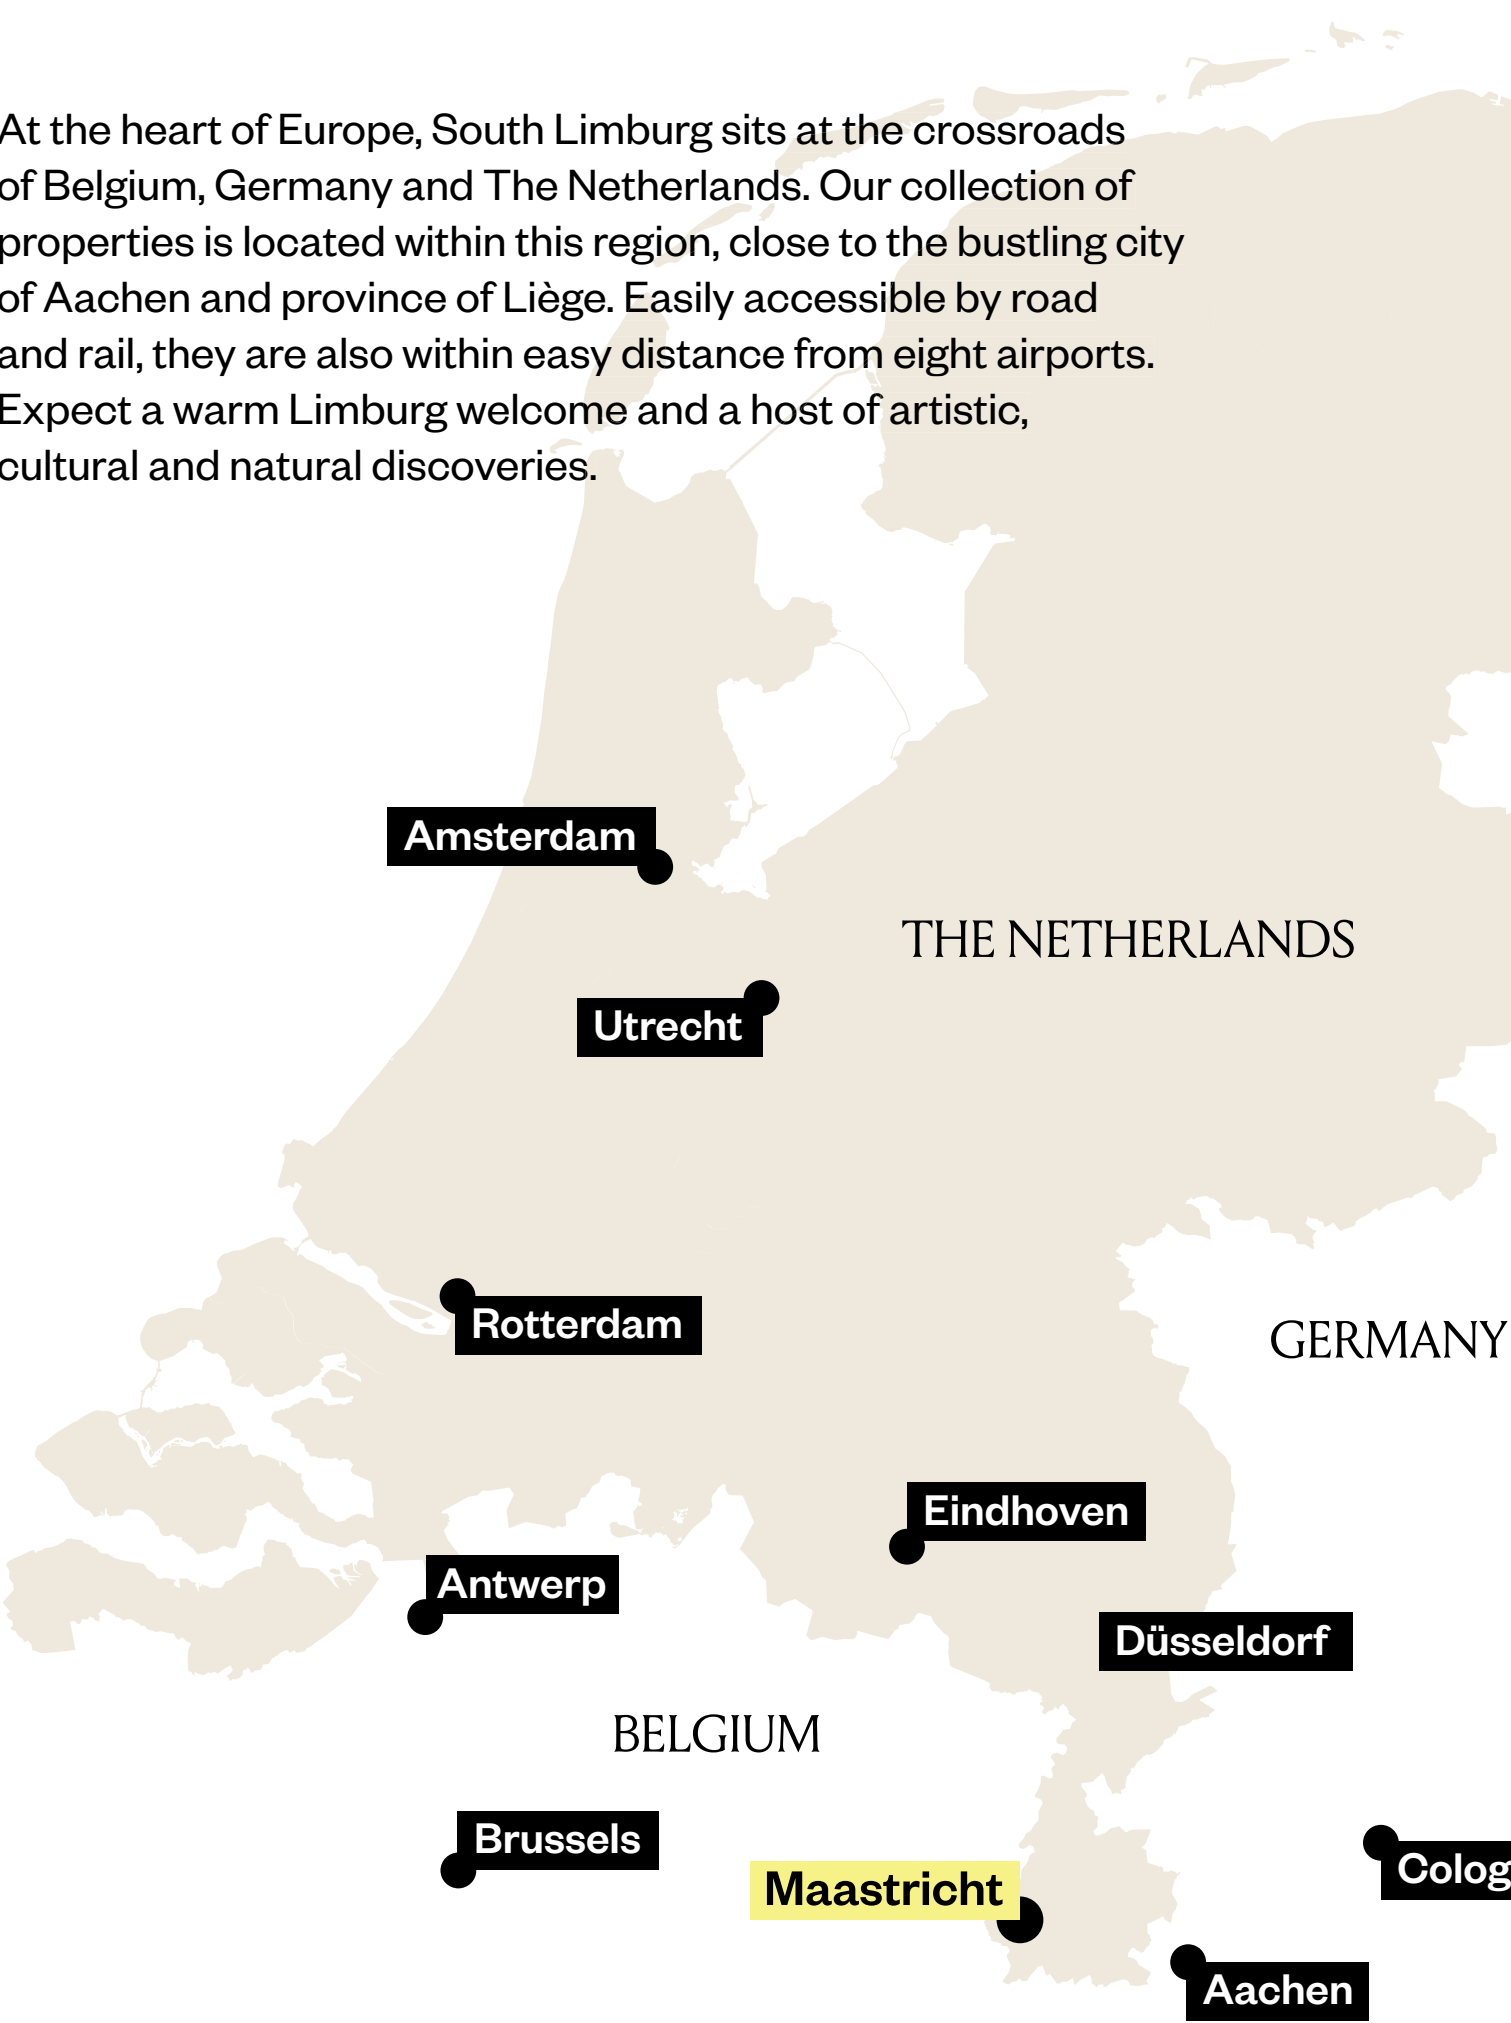 At the heart of Europe, South Limburg sits at the crossroads
of Belgium, Germany and The Netherlands. Our collection of
properties is located within this region, close to the bustling city
of Aachen and province of Liège. Easily accessible by road
and rail, they are also within easy distance from eight airports.
Expect a warm Limburg welcome and a host of artistic,
cultural and natural discoveries.
Amsterdam
THE NETHERLANDS
Utrecht
Rotterdam
GERMANY
Eindhoven
Antwerp
Düsseldorf
BELGIUM
Brussels
Colog
Maastricht
Aachen